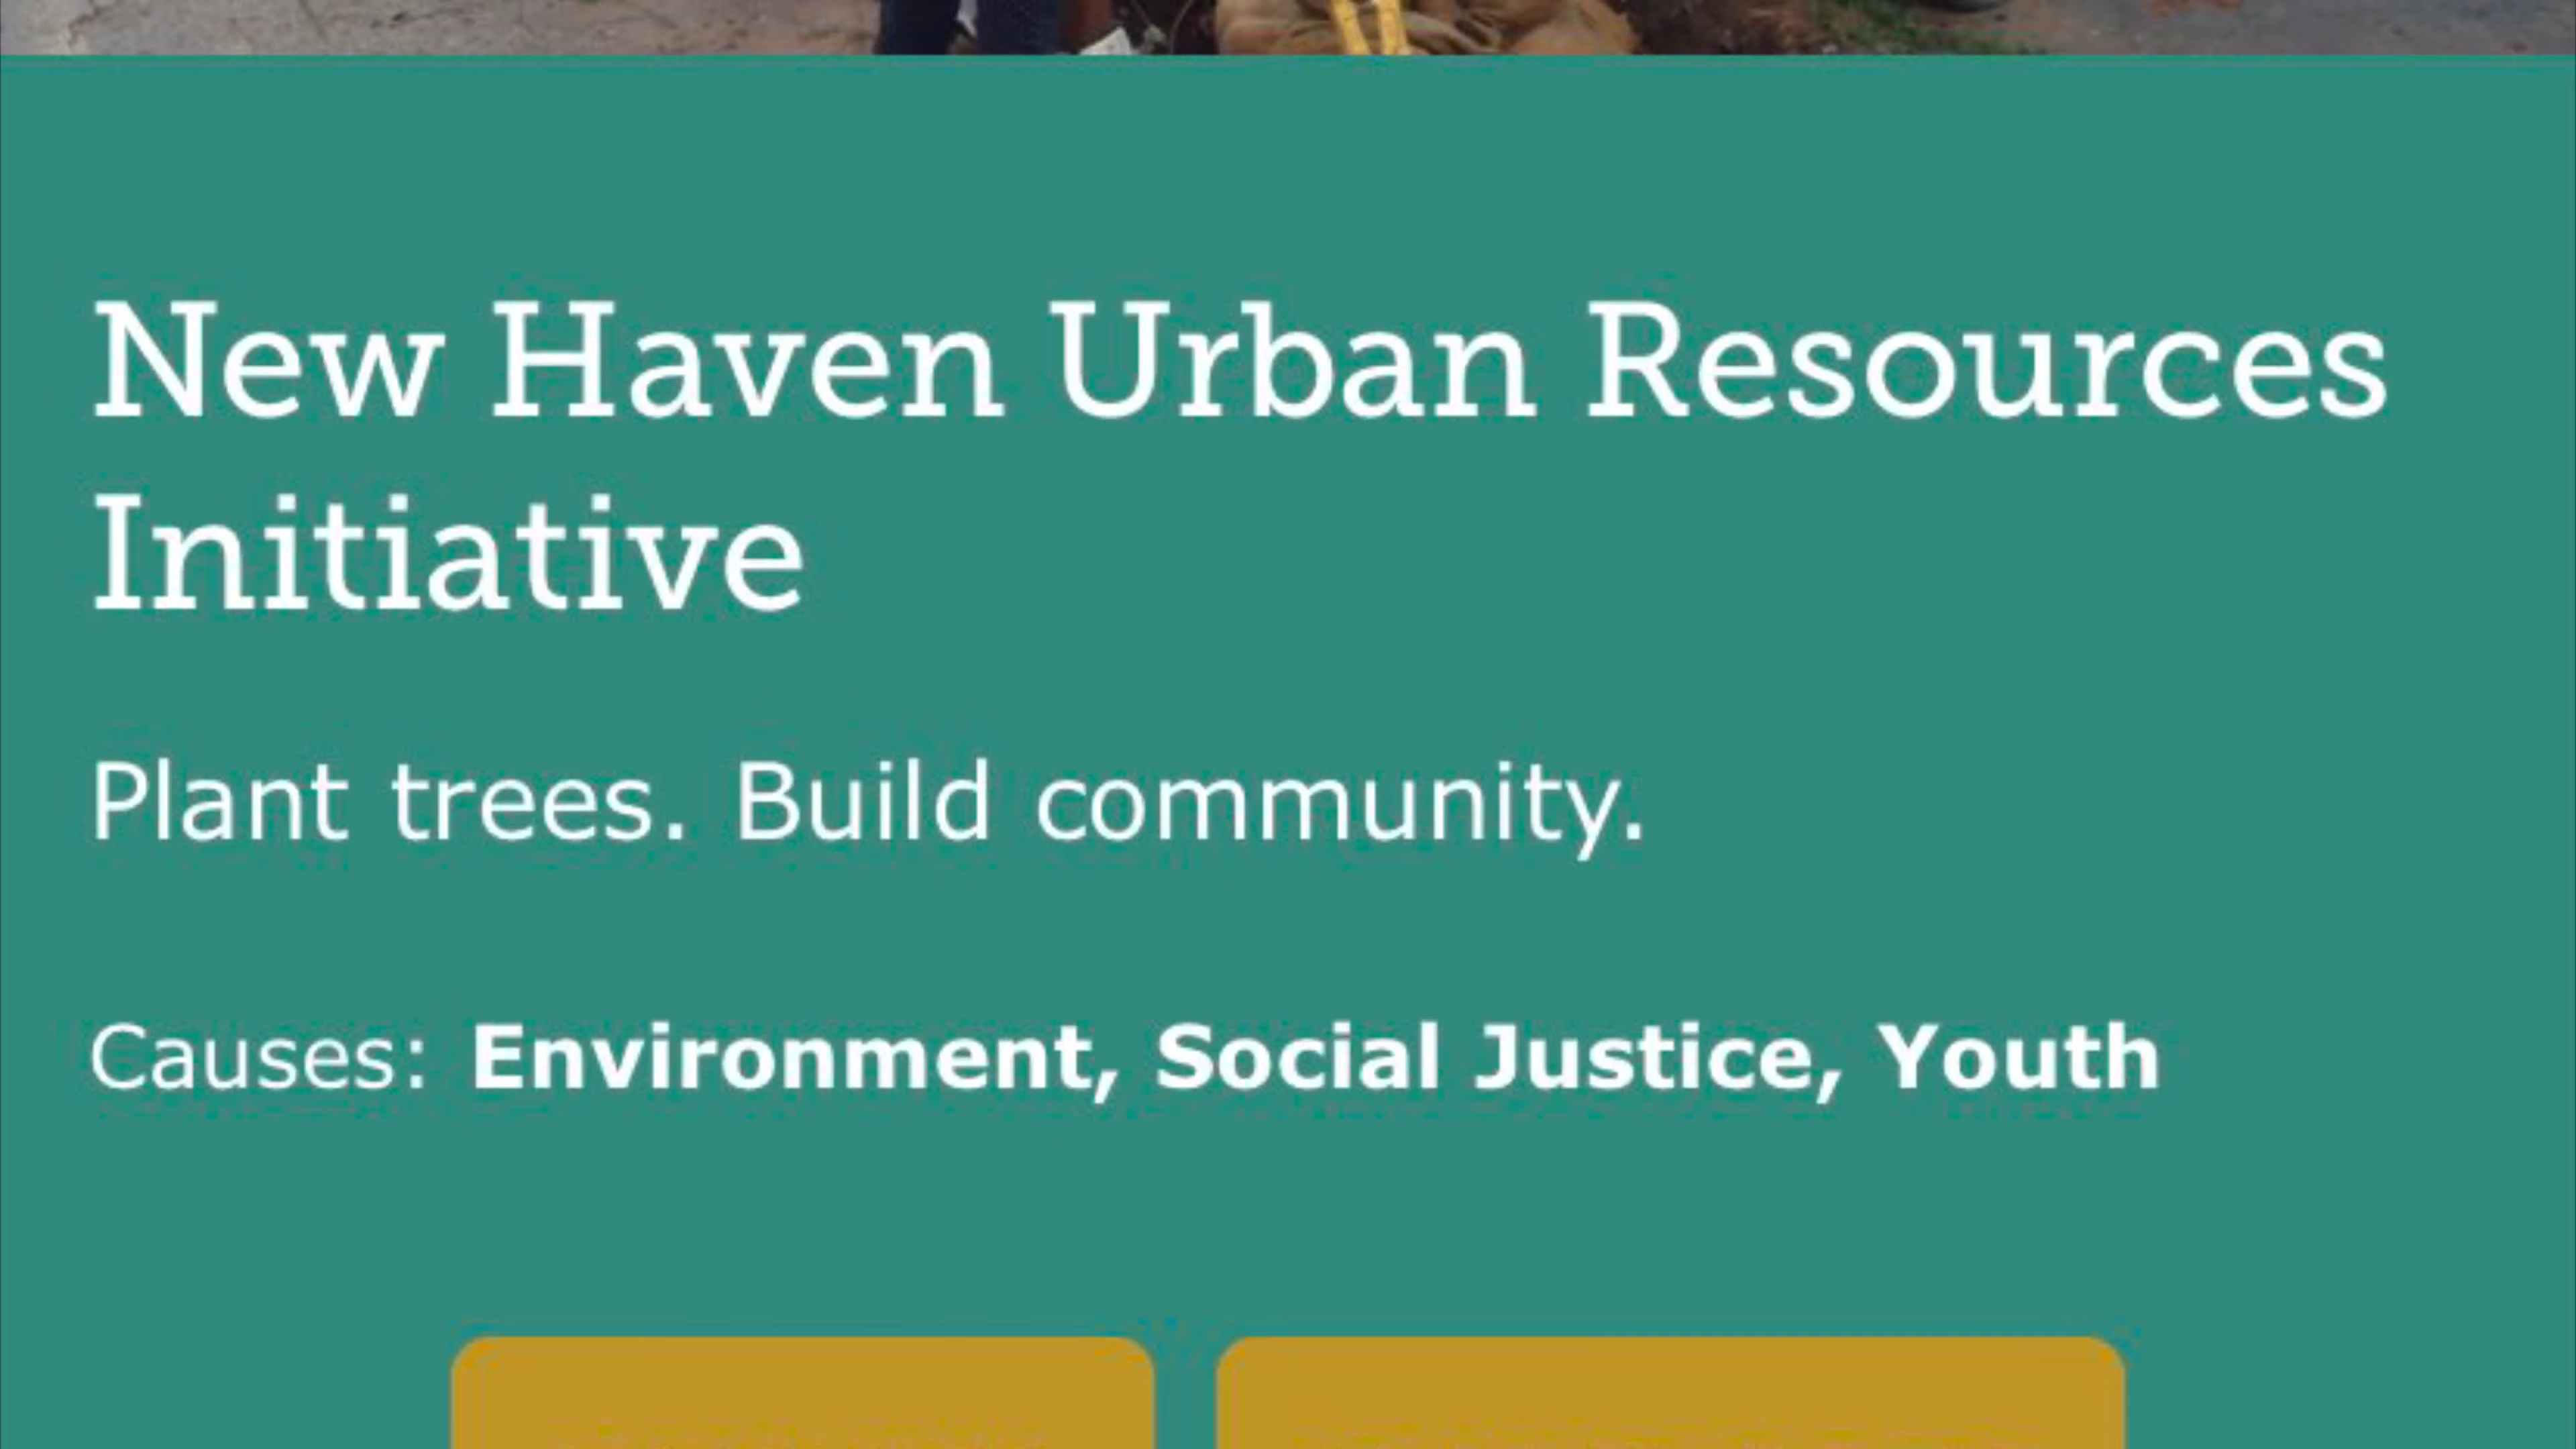 New Haven Urban Resources
Initiative
Plant trees. Build community.
Causes: Environment, Social Justice, Youth